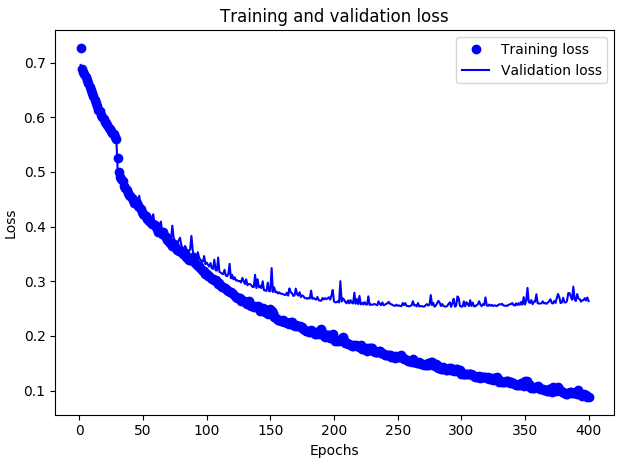 Training and validation loss
Training loss
Validation loss
Loss
0.7
0.6
0.5
0.4
0.3
0.2
0.1
0 50 100 150 200 250 300 350 400
Epochs